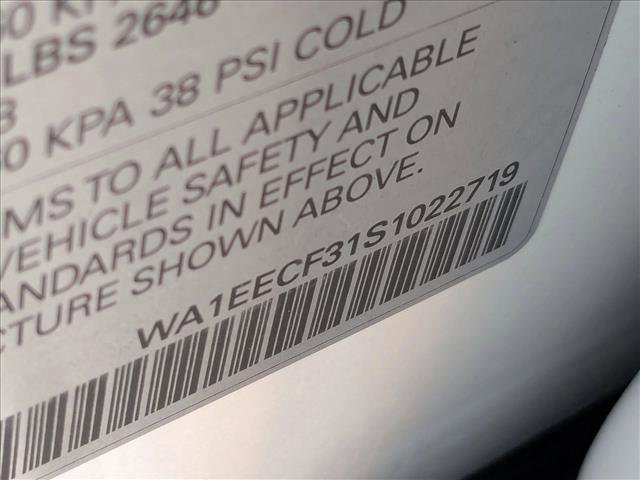 LBS 2646
KPA 38 PSI COLD
MS TO ALL APPLICABLE
VEHICLE SAFETY AND
ANDARDS IN EFFECT ON
CTURE SHOWN ABOVE.
WA1EECF31S1022719